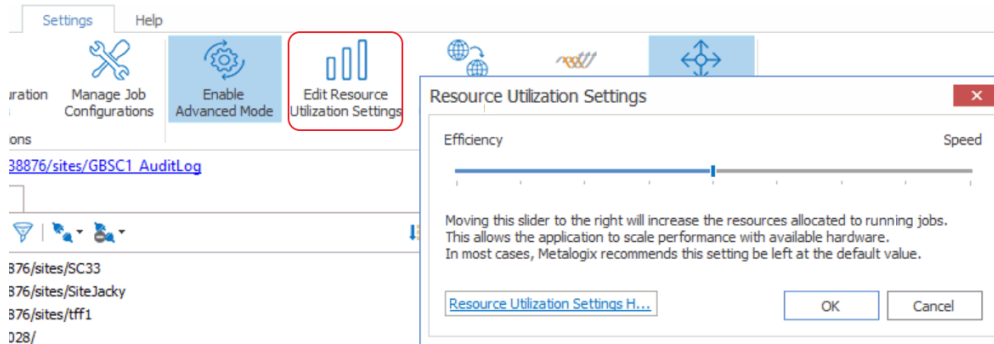 Settings Help
uration Manage Job Enable Edit Resource
Configurations Advanced Mode Utilization Settings
ons
38876/sites/GBSC1_AuditLog
876/sites/SC33
876/sites/SiteJacky
876/sites/tff1
028/
Resource Utilization Settings
Efficiency Speed
Moving this slider to the right will increase the resources allocated to running jobs.
This allows the application to scale performance with available hardware.
In most cases, Metalogix recommends this setting be left at the default value.
Resource Utilization Settings H...
OK Cancel